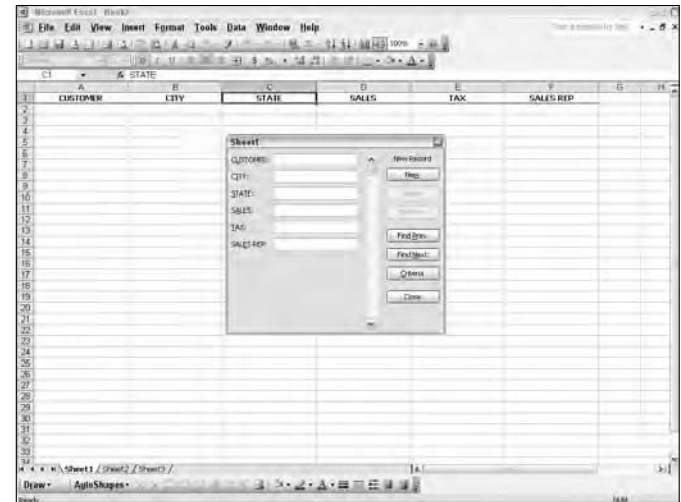 Microsoft Excel - Book2
File Edit View Insert Format Tools Data Window Help
100%
C1 STATE
A B C D E F G H
1 CUSTOMER CITY STATE SALES TAX SALES REP
2
3
4
5
6
7
8
9
10
11
12
13
14
15
16
17
18
19
20
21
22
23
24
25
26
27
28
29
30
31
32
33
34
Sheet1
CUSTOMER:
CITY:
STATE:
SALES:
TAX:
SALES REP:
New Record
New
Find Prev
Find Next
Criteria
Close
Sheet1 / Sheet2 / Sheet3 /
Draw AutoShapes
Ready
NUM